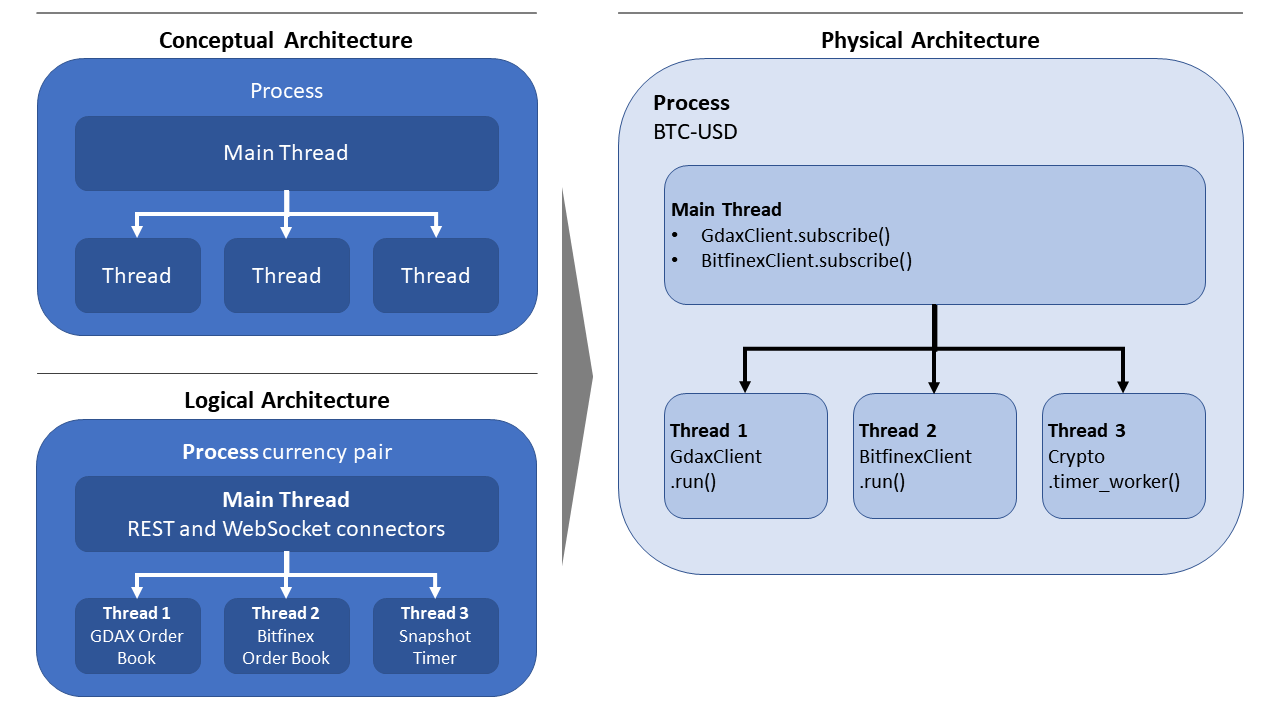 Conceptual Architecture
Process
Main Thread
Thread
Thread
Thread
Logical Architecture
Process currency pair
Main Thread
REST and WebSocket connectors
Thread 1
GDAX Order
Book
Thread 2
Bitfinex
Order Book
Thread 3
Snapshot
Timer
Physical Architecture
Process
BTC-USD
Main Thread
• GdaxClient.subscribe()
• BitfinexClient.subscribe()
Thread 1
GdaxClient
.run()
Thread 2
BitfinexClient
.run()
Thread 3
Crypto
.timer_worker()